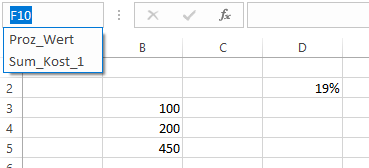 F10
fx
Proz_Wert
Sum_Kost_1
B C D
2 19%
3 100
4 200
5 450